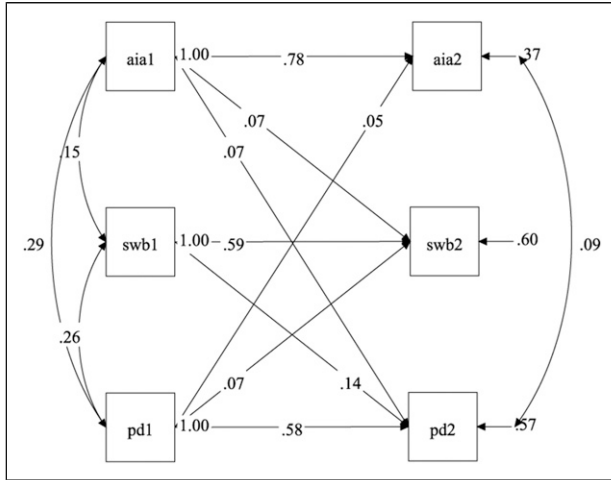 aia1 1.00 .78 aia2 .37
.07 .05
.15 .07
swb1 1.00 .59 swb2 .60
.29 .09
.26
.07 .14
pd1 1.00 .58 pd2 .57